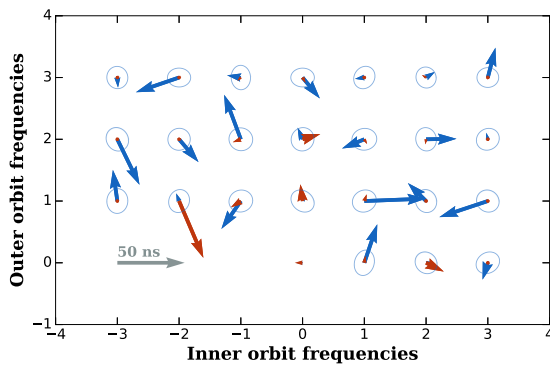 4
3
2
1
0
−1
50 ns
−4 −3 −2 −1 0 1 2 3 4
Outer orbit frequencies
Inner orbit frequencies